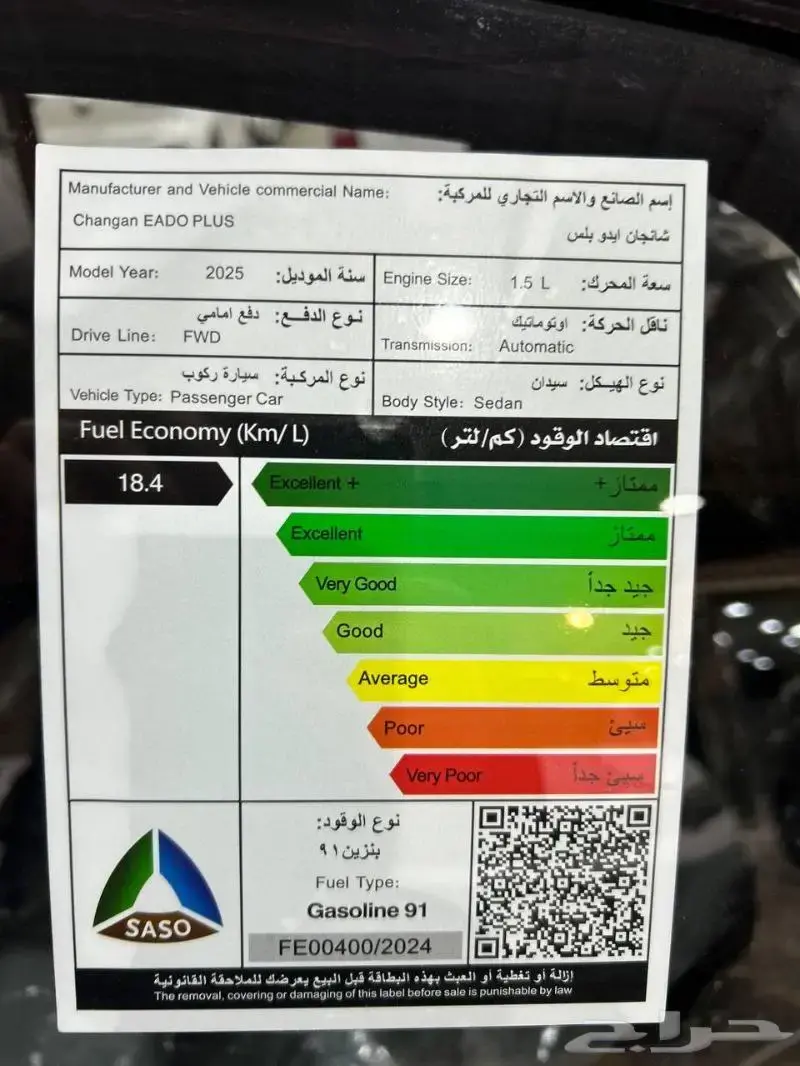 Manufacturer and Vehicle commercial Name:
إسم الصانع والاسم التجاري للمركبة:
Changan EADO PLUS
شانجان ايدو بلس
Model Year: 2025 سنة الموديل:
Engine Size: 1.5 L سعة المحرك:
نوع الدفع: دفع امامي
Drive Line: FWD
ناقل الحركة: اوتوماتيك
Transmission: Automatic
نوع المركبة: سيارة ركوب
Vehicle Type: Passenger Car
نوع الهيكل: سيدان
Body Style: Sedan
Fuel Economy (Km/ L) اقتصاد الوقود (كم/لتر)
18.4
Excellent + ممتاز+
Excellent ممتاز
Very Good جيد جداً
Good جيد
Average متوسط
Poor سيئ
Very Poor سيئ جداً
SASO
نوع الوقود:
بنزين ٩١
Fuel Type:
Gasoline 91
FE00400/2024
إزالة أو تغطية أو العبث بهذه البطاقة قبل البيع يعرضك للملاحقة القانونية
The removal, covering or damaging of this label before sale is punishable by law
حراج